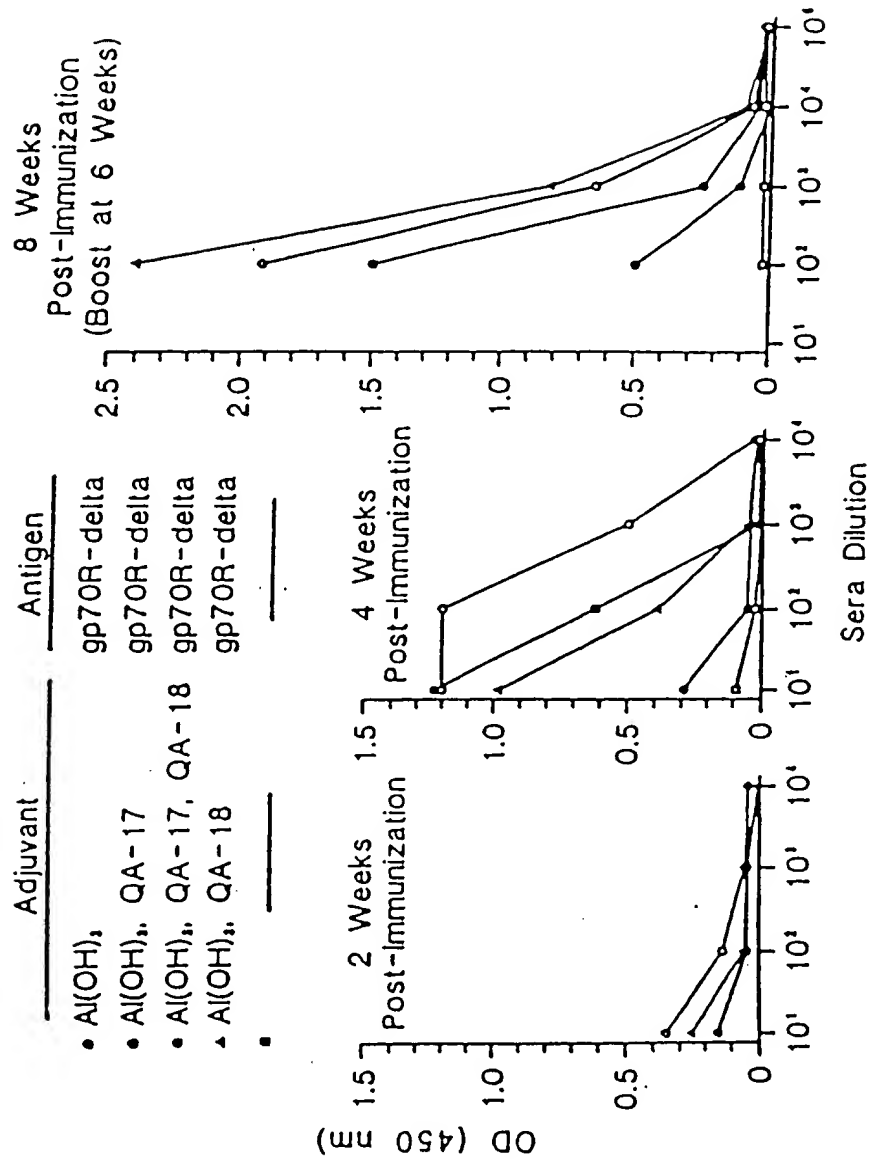 Adjuvant Antigen
• Al(OH)₃ gp70R-delta
• Al(OH)₃, QA-17 gp70R-delta
• Al(OH)₃, QA-17, QA-18 gp70R-delta
▲ Al(OH)₃, QA-18 gp70R-delta
■
OD (450 nm)
2 Weeks
Post-Immunization
1.5
1.0
0.5
0
10¹ 10² 10³ 10⁴
4 Weeks
Post-Immunization
1.5
1.0
0.5
0
10¹ 10² 10³ 10⁴
8 Weeks
Post-Immunization
(Boost at 6 Weeks)
2.5
2.0
1.5
1.0
0.5
0
10¹ 10² 10³ 10⁴
Sera Dilution